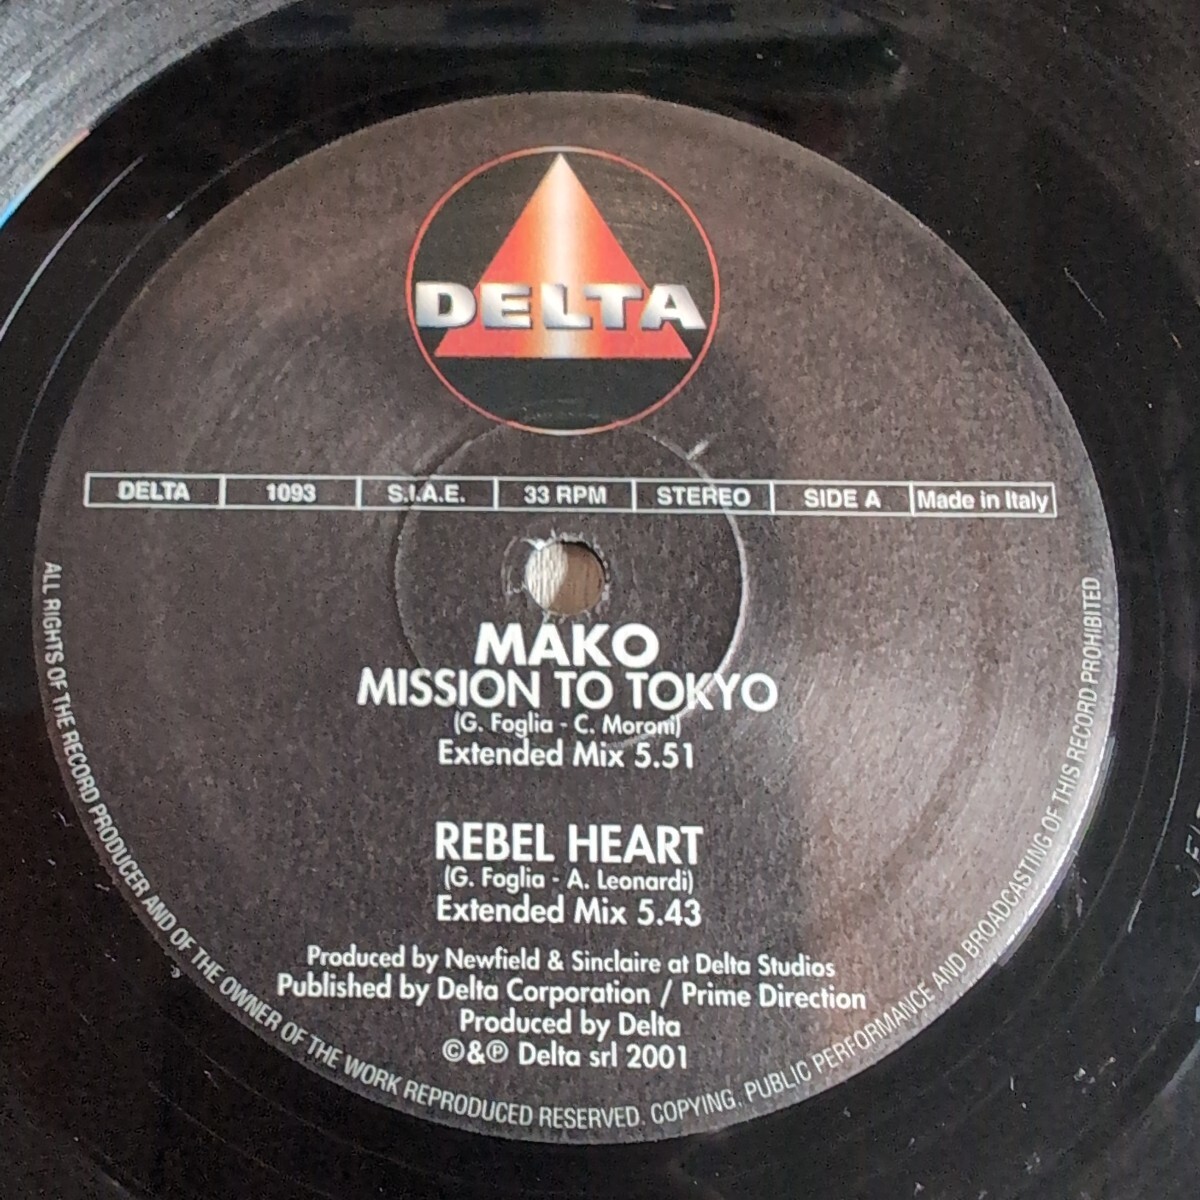 DELTA
DELTA 1093 S.I.A.E. 33 RPM STEREO SIDE A Made in Italy
MAKO
MISSION TO TOKYO
(G. Foglia - C. Moroni)
Extended Mix 5.51
REBEL HEART
(G. Foglia - A. Leonardi)
Extended Mix 5.43
Produced by Newfield & Sinclaire at Delta Studios
Published by Delta Corporation / Prime Direction
Produced by Delta
©&℗ Delta srl 2001
ALL RIGHTS OF THE RECORD PRODUCER AND OF THE OWNER OF THE WORK REPRODUCED RESERVED. COPYING. PUBLIC PERFORMANCE AND BROADCASTING OF THIS RECORD PROHIBITED